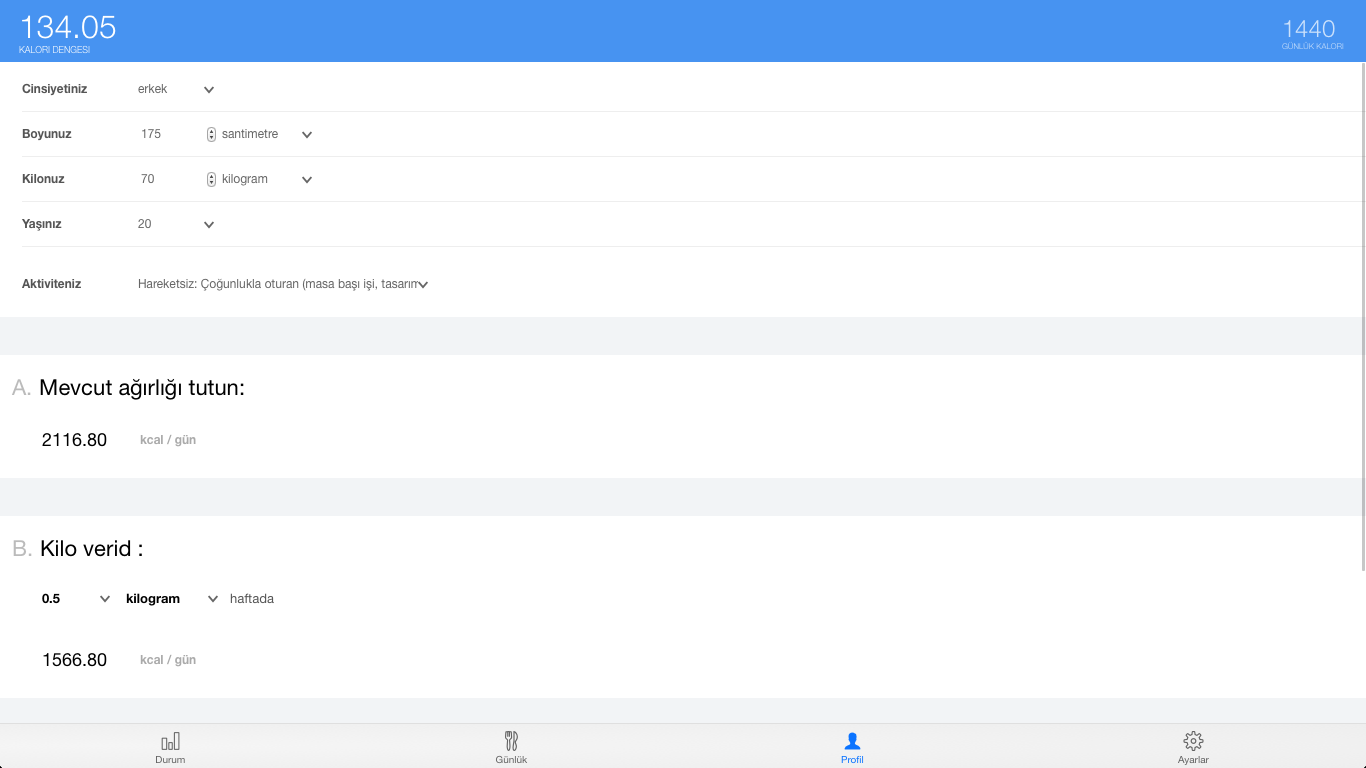 134.05
KALORI DENGESI
1440
GÜNLÜK KALORI
Cinsiyetiniz erkek
Boyunuz 175 santimetre
Kilonuz 70 kilogram
Yaşınız 20
Aktiviteniz Hareketsiz: Çoğunlukla oturan (masa başı işi, tasarım
A. Mevcut ağırlığı tutun:
2116.80 kcal / gün
B. Kilo verid :
0.5 kilogram haftada
1566.80 kcal / gün
Durum Günlük Profil Ayarlar